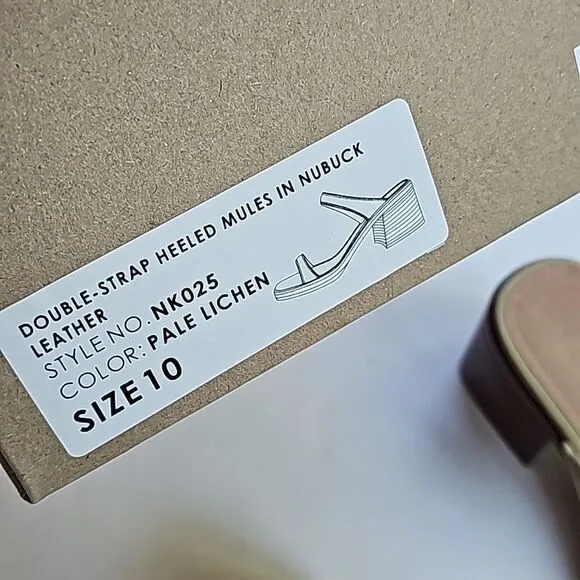 DOUBLE-STRAP HEELED MULES IN NUBUCK
LEATHER
STYLE NO. NK025
COLOR: PALE LICHEN
SIZE 10